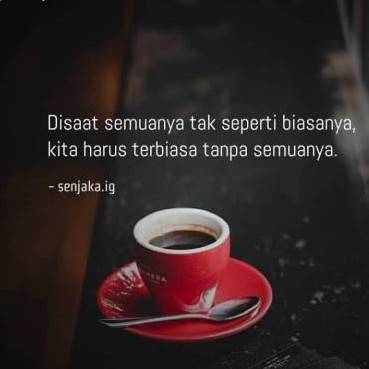 Disaat semuanya tak seperti biasanya,
kita harus terbiasa tanpa semuanya.
~ senjaka.ig